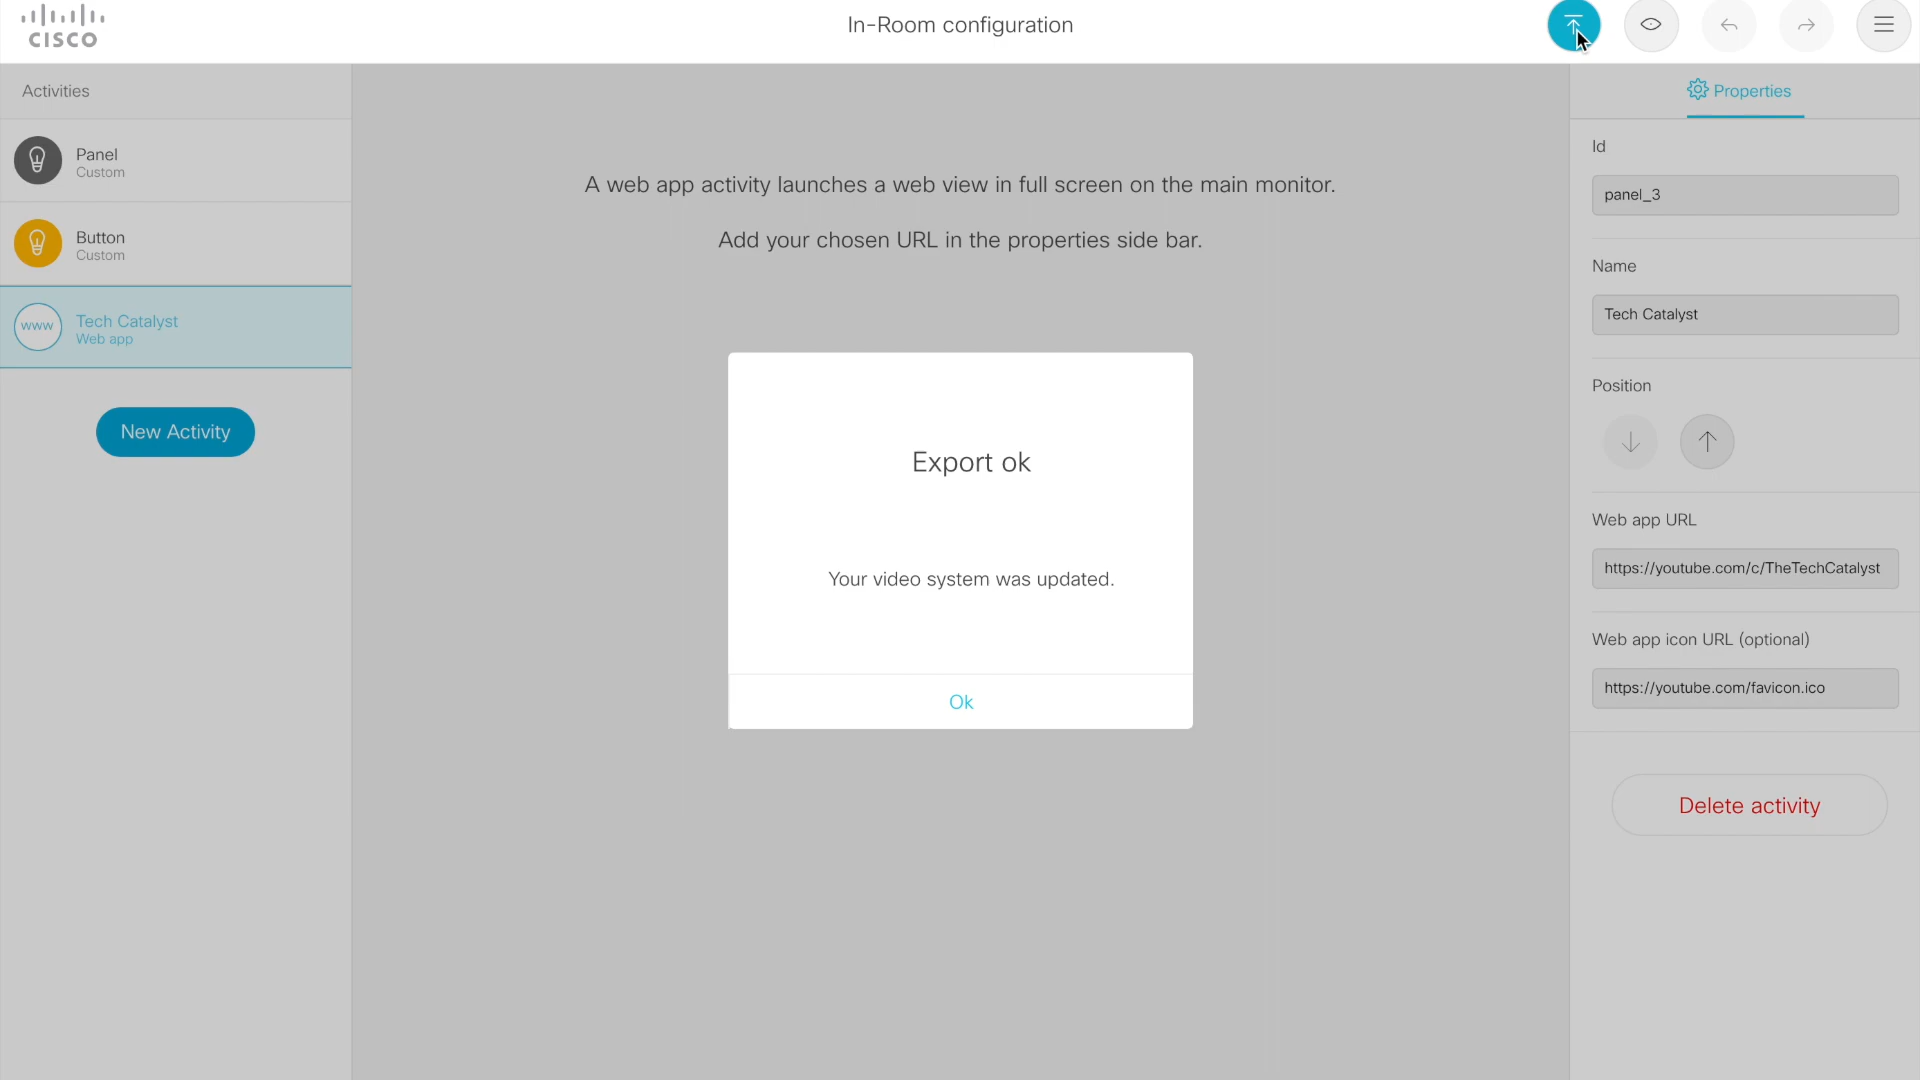 CISCO
In-Room configuration
Activities
Panel
Custom
Button
Custom
www
Tech Catalyst
Web app
New Activity
A web app activity launches a web view in full screen on the main monitor.
Add your chosen URL in the properties side bar.
Export ok
Your video system was updated.
Ok
Properties
Id
panel_3
Name
Tech Catalyst
Position
Web app URL
https://youtube.com/c/TheTechCatalyst
Web app icon URL (optional)
https://youtube.com/favicon.ico
Delete activity